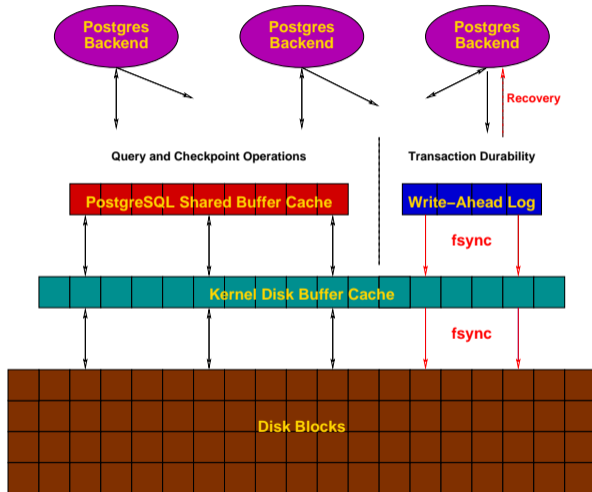 Postgres
Backend
Postgres
Backend
Postgres
Backend
Recovery
Query and Checkpoint Operations
Transaction Durability
PostgreSQL Shared Buffer Cache
Write-Ahead Log
fsync
Kernel Disk Buffer Cache
fsync
Disk Blocks